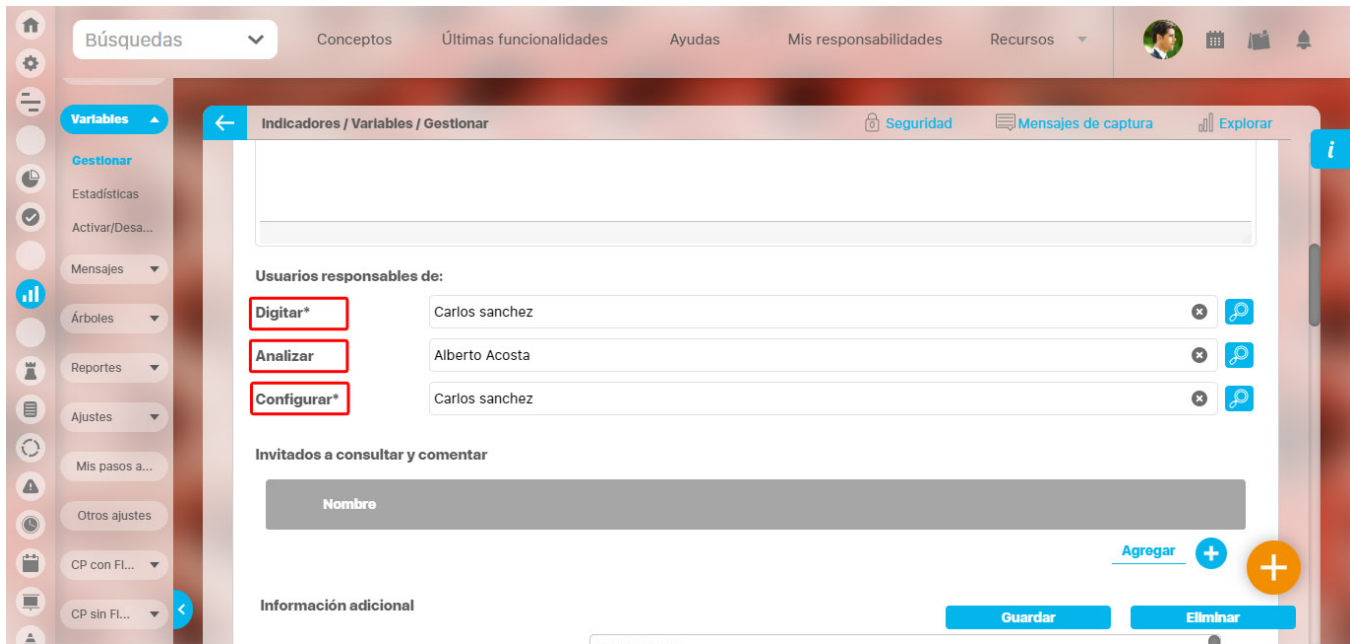 Búsquedas
Conceptos
Últimas funcionalidades
Ayudas
Mis responsabilidades
Recursos
Variables
Gestionar
Estadísticas
Activar/Desa...
Mensajes
Árboles
Reportes
Ajustes
Mis pasos a...
Otros ajustes
CP con Fl...
CP sin Fl...
Indicadores / Variables / Gestionar
Seguridad
Mensajes de captura
Explorar
i
Usuarios responsables de:
Digitar* Carlos sanchez
Analizar Alberto Acosta
Configurar* Carlos sanchez
Invitados a consultar y comentar
Nombre
Agregar
Información adicional
Guardar
Eliminar